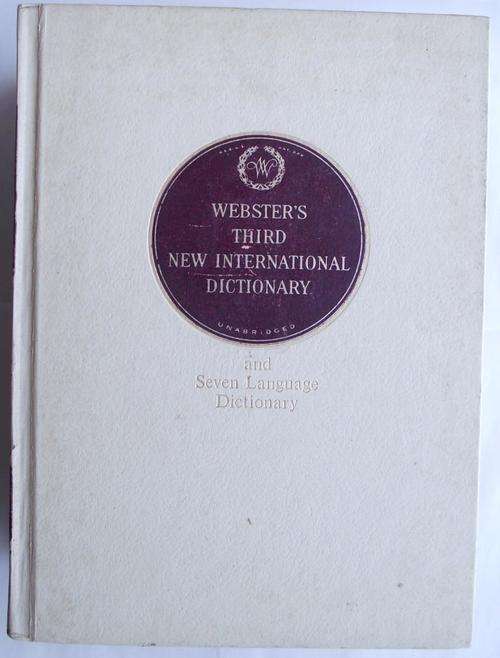 W
WEBSTER'S
THIRD
NEW INTERNATIONAL
DICTIONARY
UNABRIDGED
and
Seven Language
Dictionary